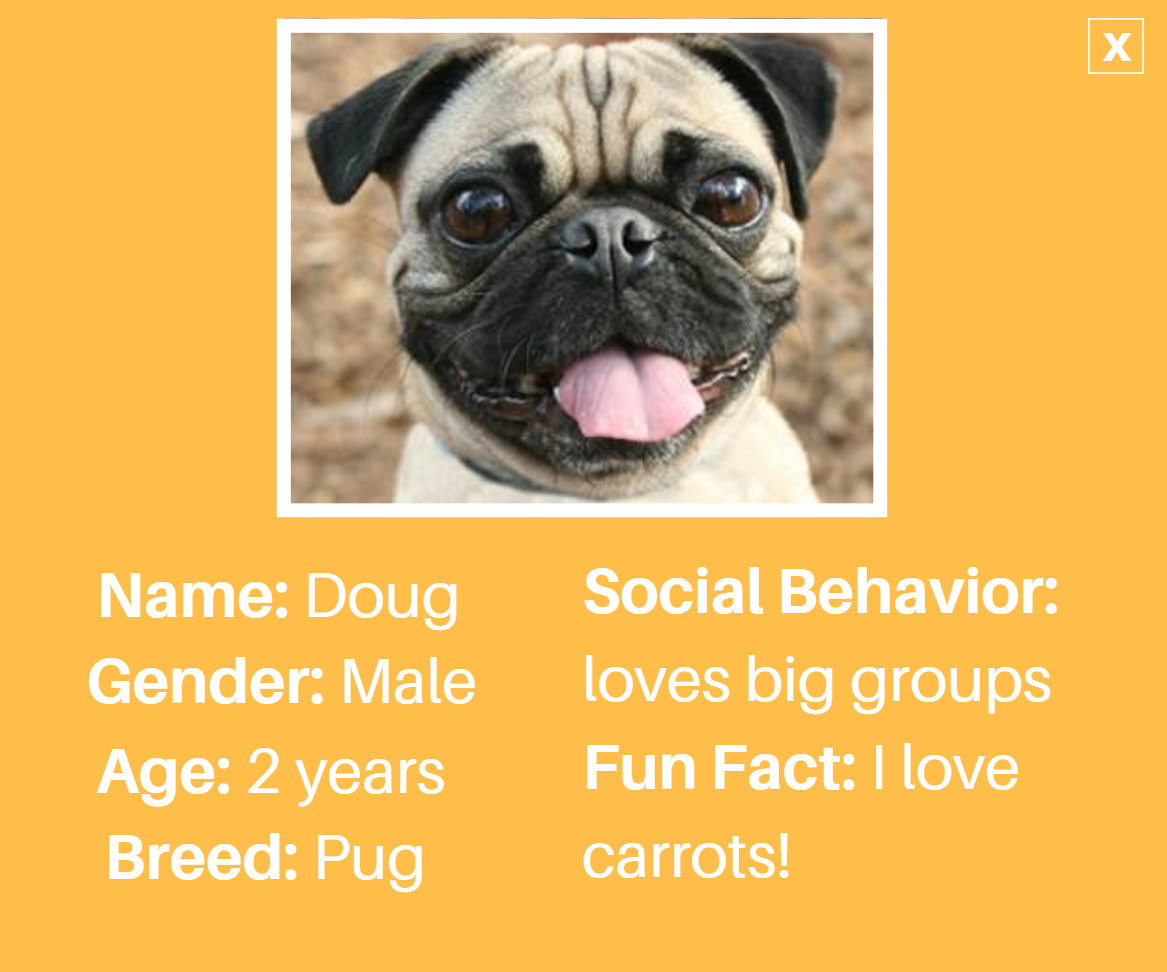 X
Name: Doug
Gender: Male
Age: 2 years
Breed: Pug
Social Behavior:
loves big groups
Fun Fact: I love
carrots!